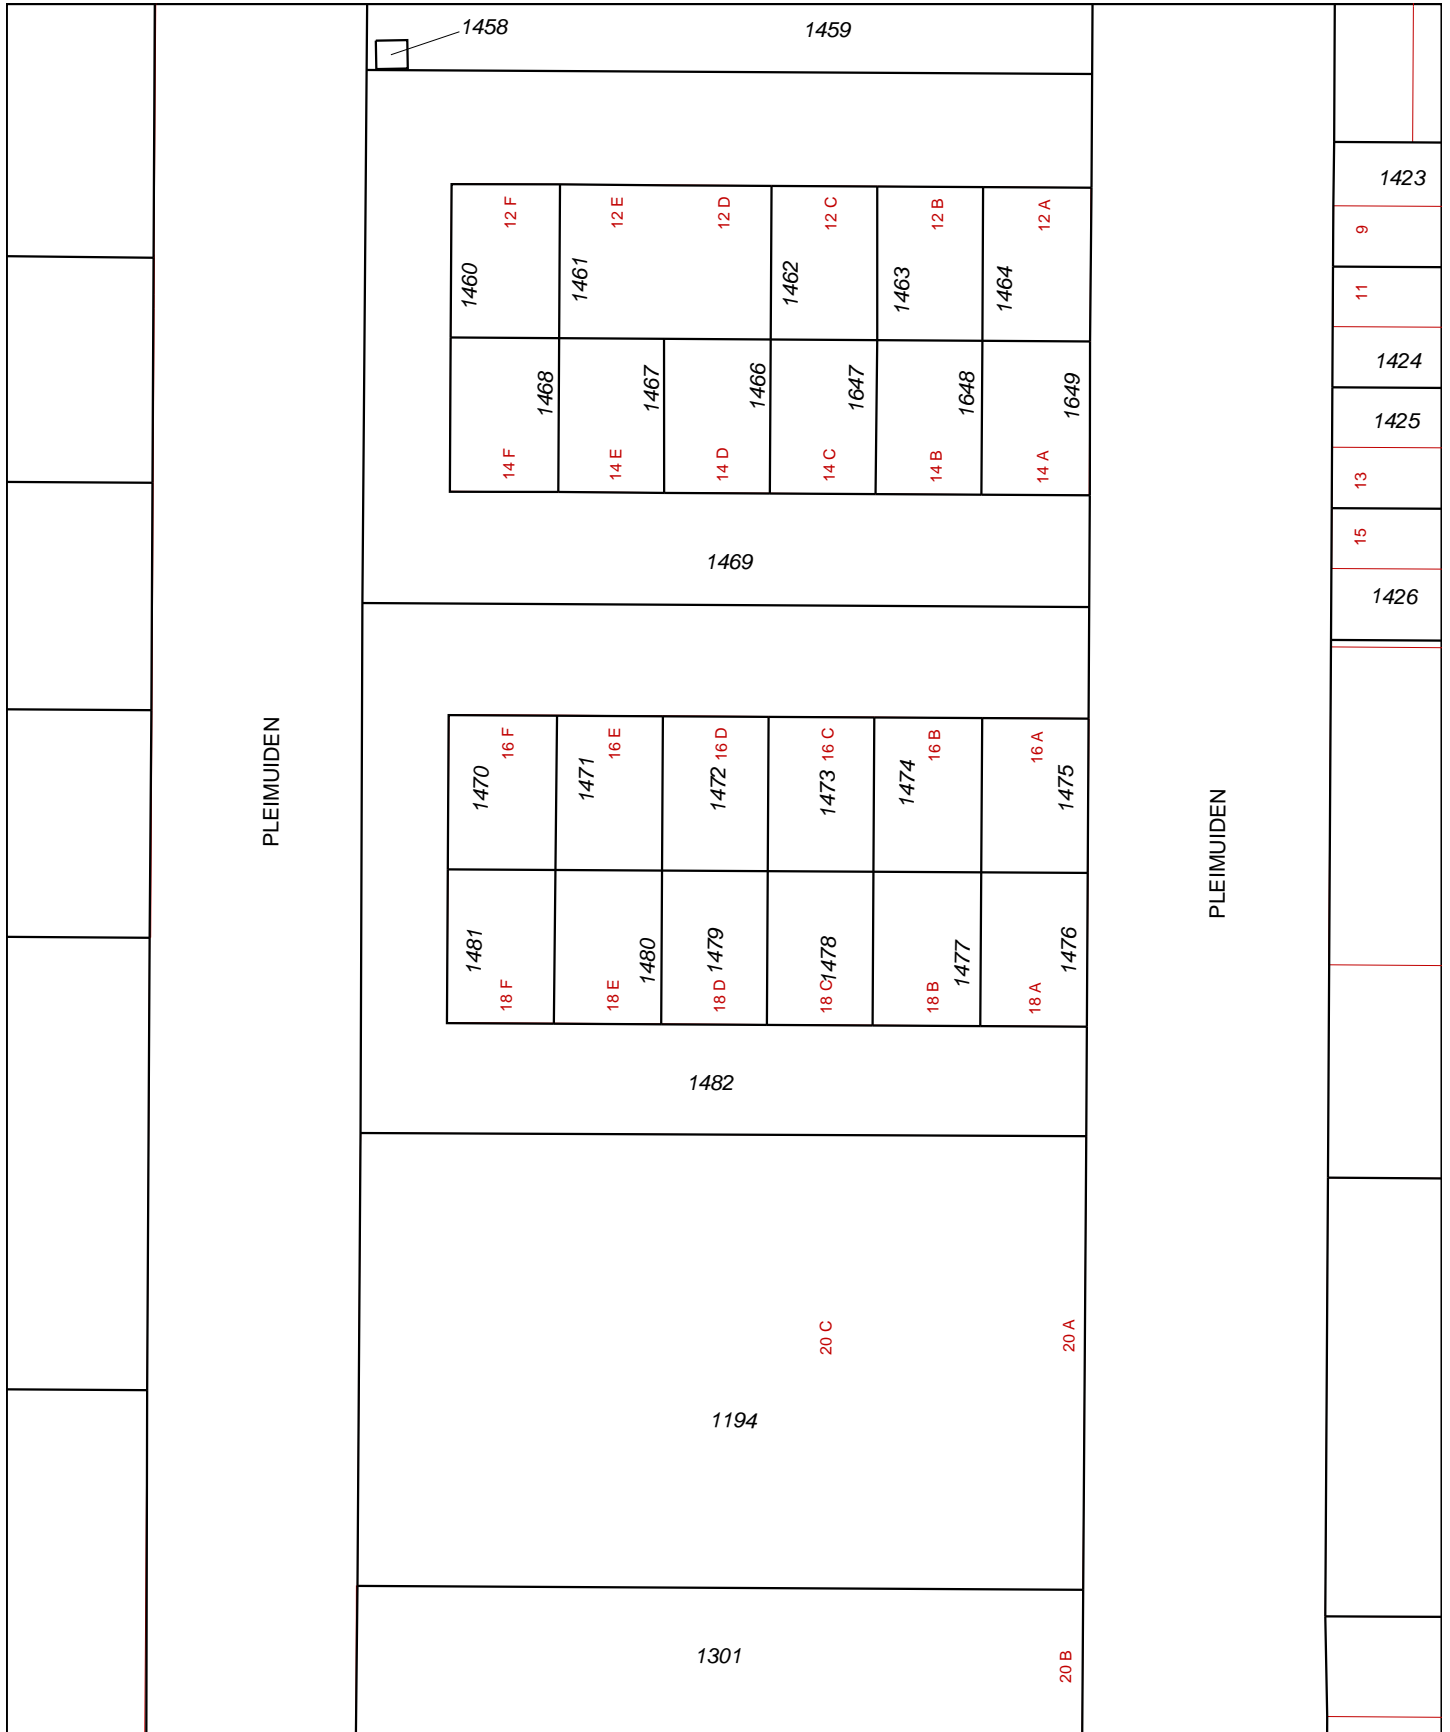 1458
1459
1423
9
11
1424
1425
13
15
1426
12 F
12 E
12 D
12 C
12 B
12 A
1460
1461
1462
1463
1464
1468
1467
1466
1647
1648
1649
14 F
14 E
14 D
14 C
14 B
14 A
1469
PLEIMUIDEN
PLEIMUIDEN
16 F
16 E
16 D
16 C
16 B
16 A
1470
1471
1472
1473
1474
1475
1481
1480
1479
1478
1477
1476
18 F
18 E
18 D
18 C
18 B
18 A
1482
20 C
20 A
1194
1301
20 B